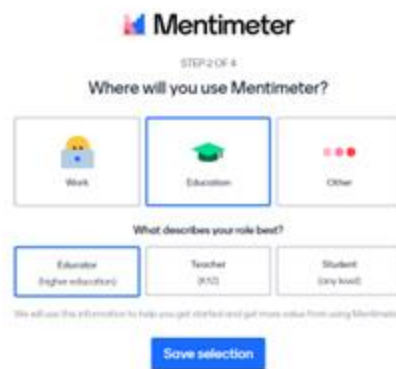 Mentimeter
STEP 2 OF 4
Where will you use Mentimeter?
Work
Education
Other
What describes your role best?
Educator
(higher education)
Teacher
(K12)
Student
(any level)
We will use this information to help you get started and get more value from using Mentimeter
Save selection